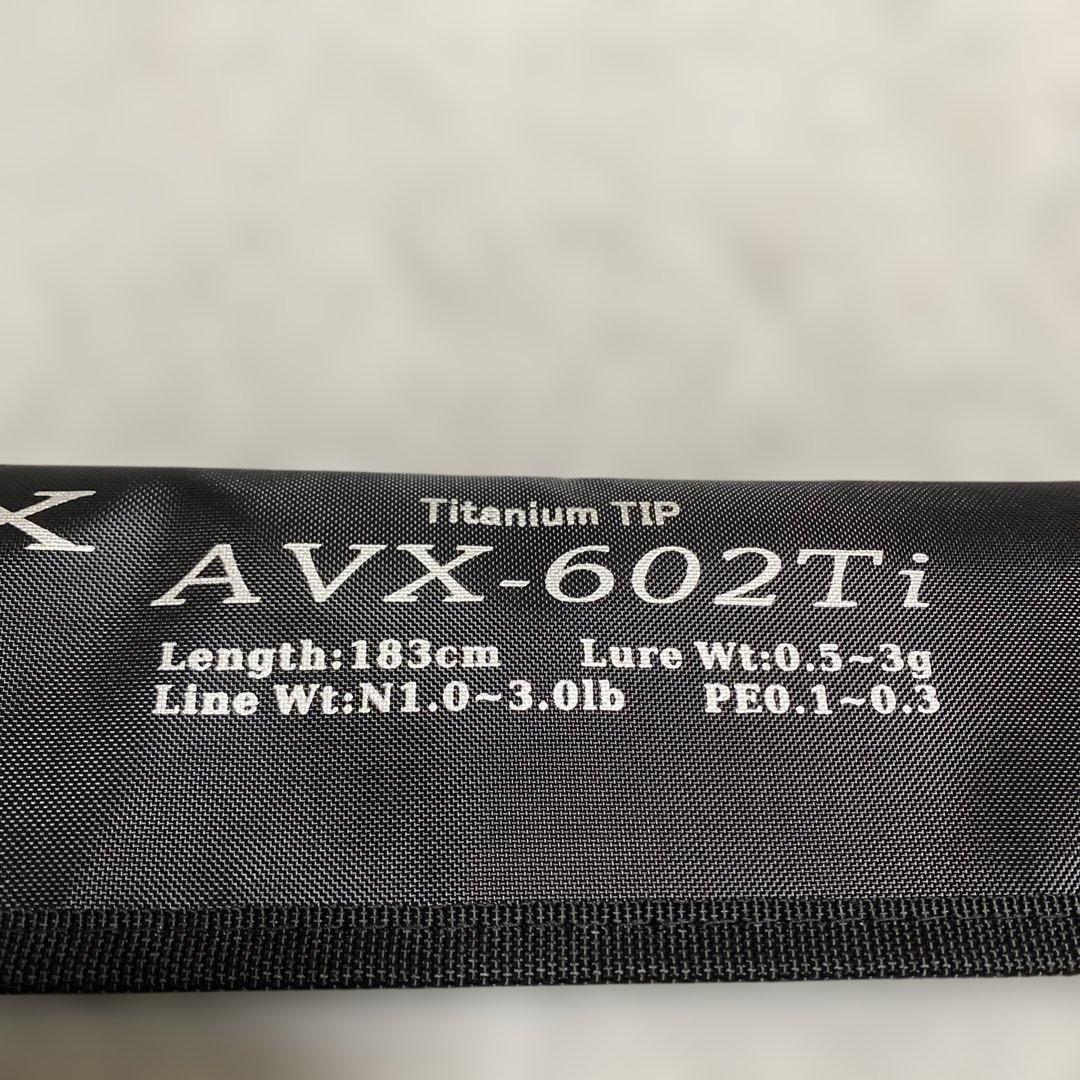 X
Titanium TIP
AVX-602Ti
Length:183cm Lure Wt:0.5~3g
Line Wt:N1.0~3.0lb PE0.1~0.3